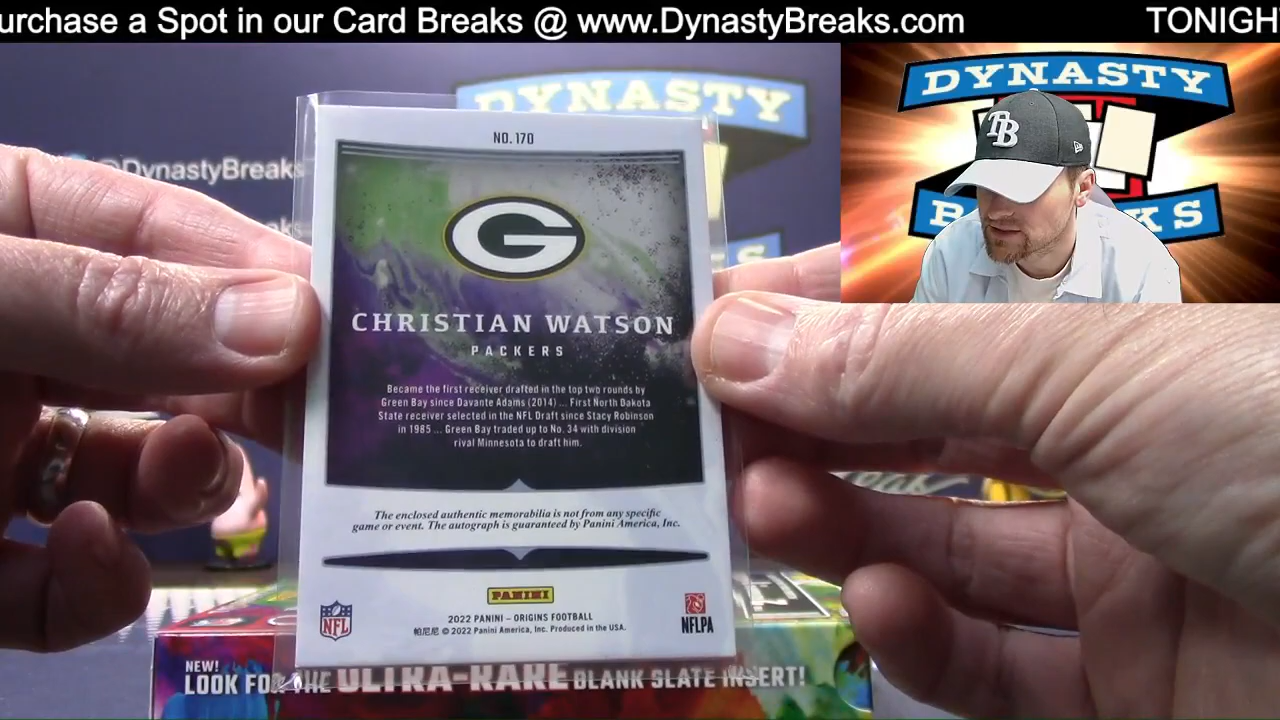 urchase a Spot in our Card Breaks @ www.DynastyBreaks.com TONIGHT
DYNASTY
@DynastyBreaks
DYNASTY
TB
B KS
NO. 170
G
CHRISTIAN WATSON
PACKERS
Became the first receiver drafted in the top two rounds by
Green Bay since Davante Adams (2014) ... First North Dakota
State receiver selected in the NFL Draft since Stacy Robinson
in 1985 ... Green Bay traded up to No. 34 with division
rival Minnesota to draft him.
The enclosed authentic memorabilia is not from any specific
game or event. The autograph is guaranteed by Panini America, Inc.
PANINI
NFL
2022 PANINI – ORIGINS FOOTBALL
帕尼尼 © 2022 Panini America, Inc. Produced in the USA.
NFLPA
NEW!
LOOK FOR THE ULTRA-RARE BLANK SLATE INSERT!